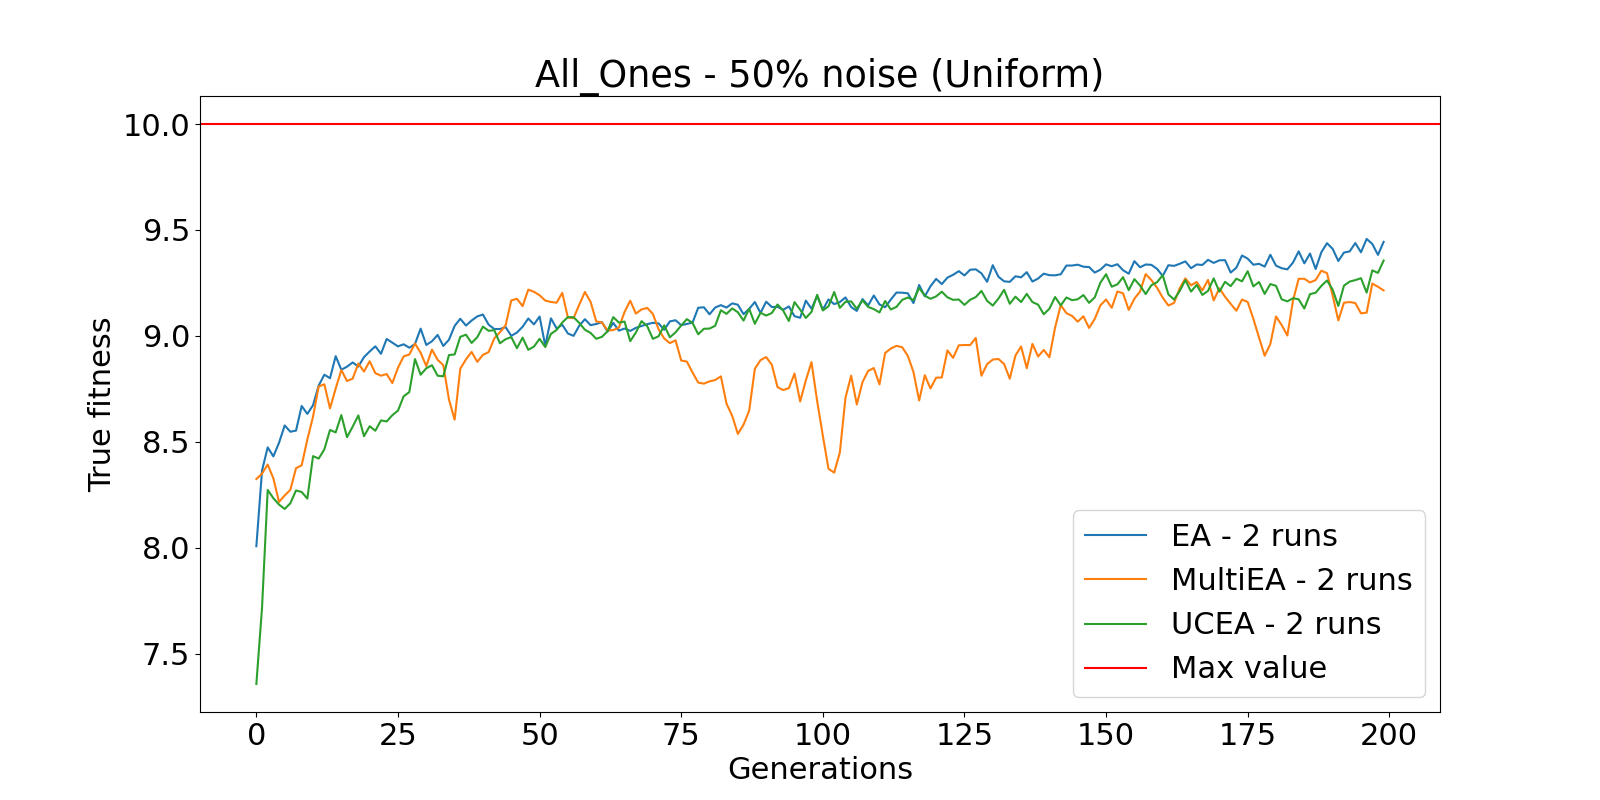 All_Ones - 50% noise (Uniform)
10.0
9.5
9.0
8.5
8.0
7.5
True fitness
EA - 2 runs
MultiEA - 2 runs
UCEA - 2 runs
Max value
0 25 50 75 100 125 150 175 200
Generations